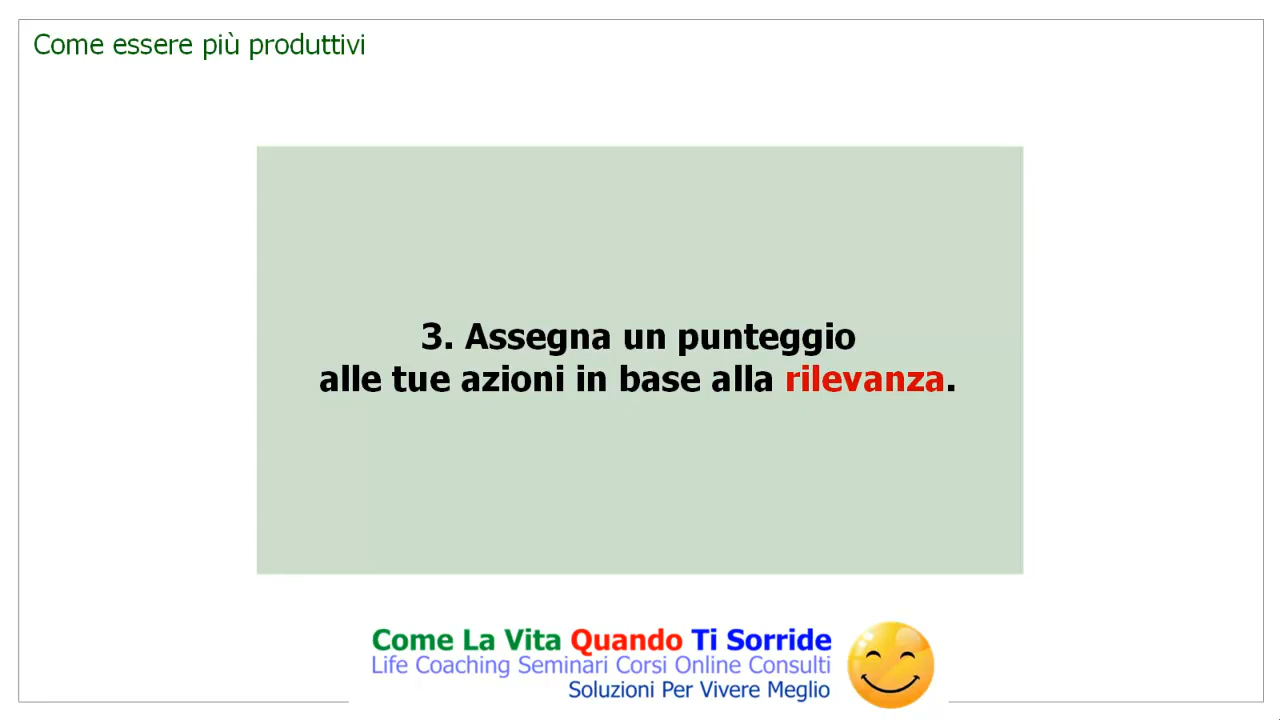 Come essere più produttivi
3. Assegna un punteggio
alle tue azioni in base alla rilevanza.
Come La Vita Quando Ti Sorride
Life Coaching Seminari Corsi Online Consulti
Soluzioni Per Vivere Meglio